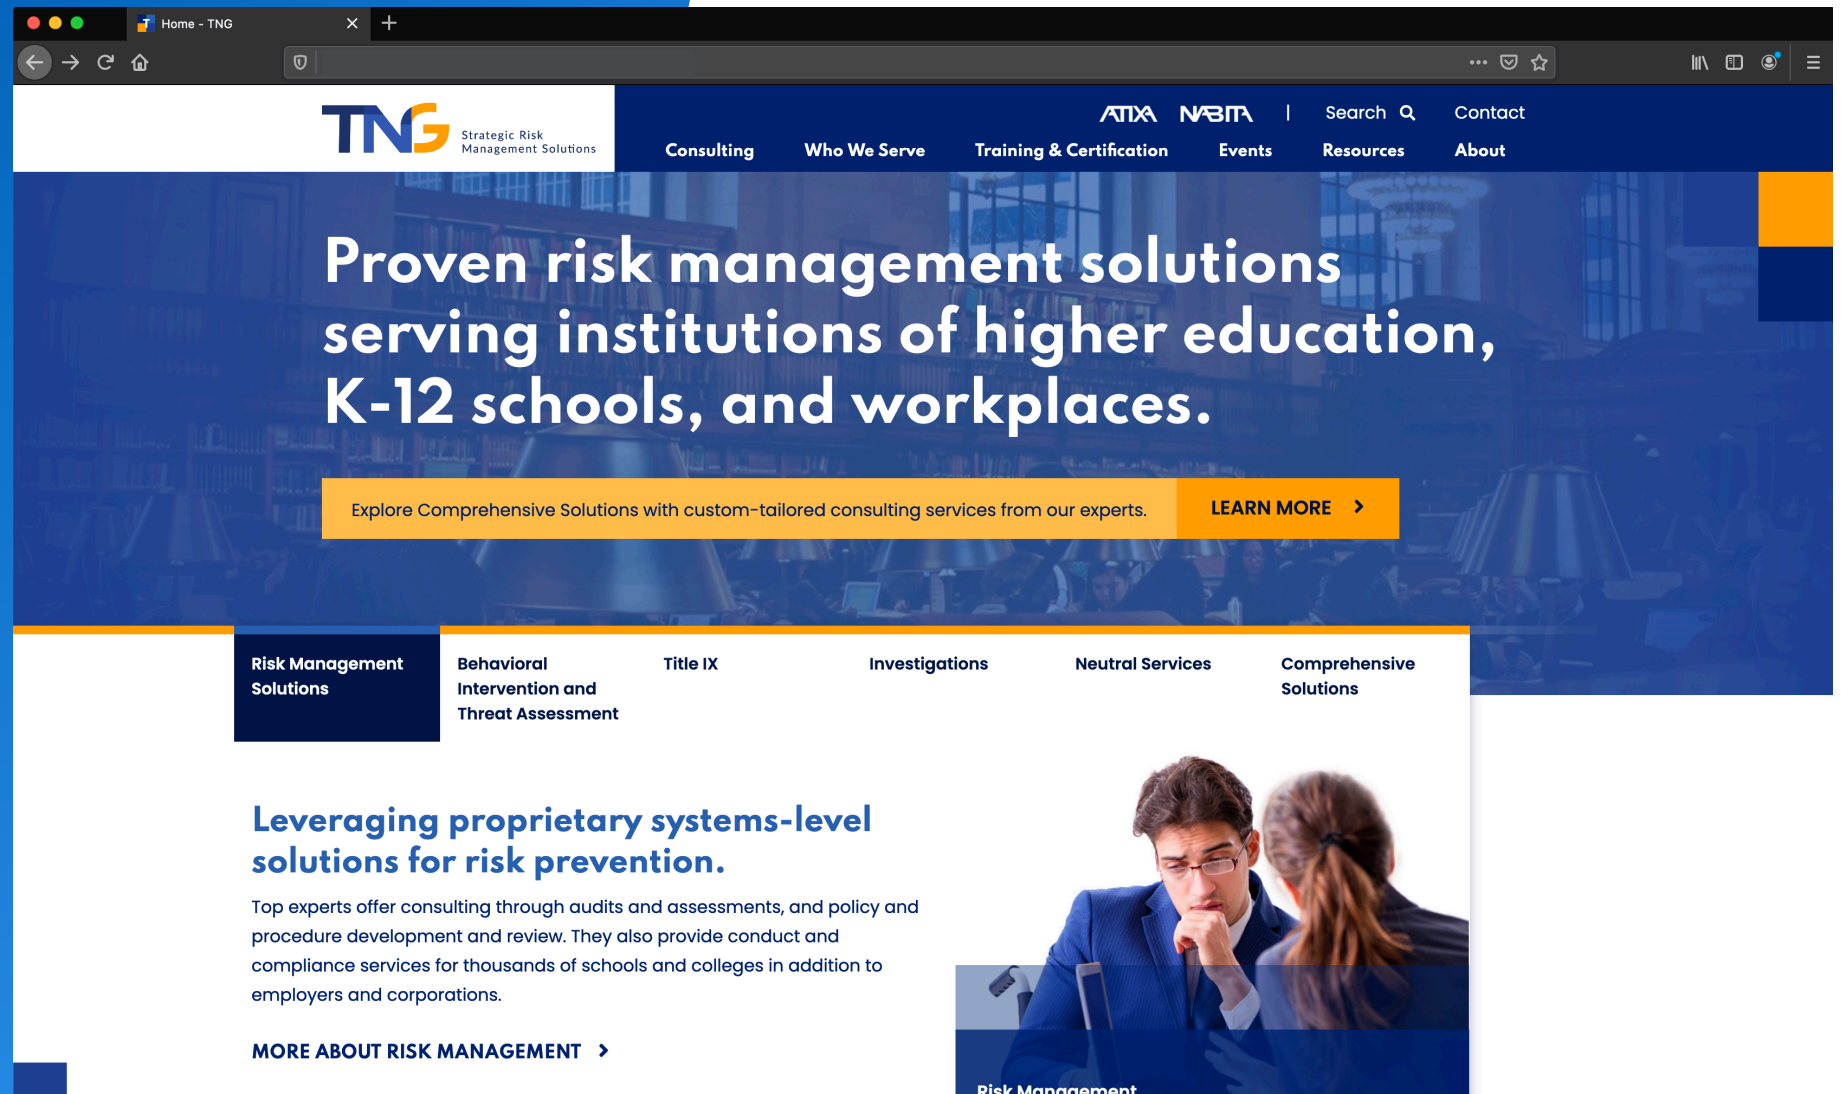 Home - TNG
TNG
Strategic Risk
Management Solutions
ATIXA NABITA | Search Contact
Consulting Who We Serve Training & Certification Events Resources About
Proven risk management solutions
serving institutions of higher education,
K-12 schools, and workplaces.
Explore Comprehensive Solutions with custom-tailored consulting services from our experts. LEARN MORE
Risk Management
Solutions
Behavioral
Intervention and
Threat Assessment
Title IX
Investigations
Neutral Services
Comprehensive
Solutions
Leveraging proprietary systems-level
solutions for risk prevention.
Top experts offer consulting through audits and assessments, and policy and
procedure development and review. They also provide conduct and
compliance services for thousands of schools and colleges in addition to
employers and corporations.
MORE ABOUT RISK MANAGEMENT
Risk Management